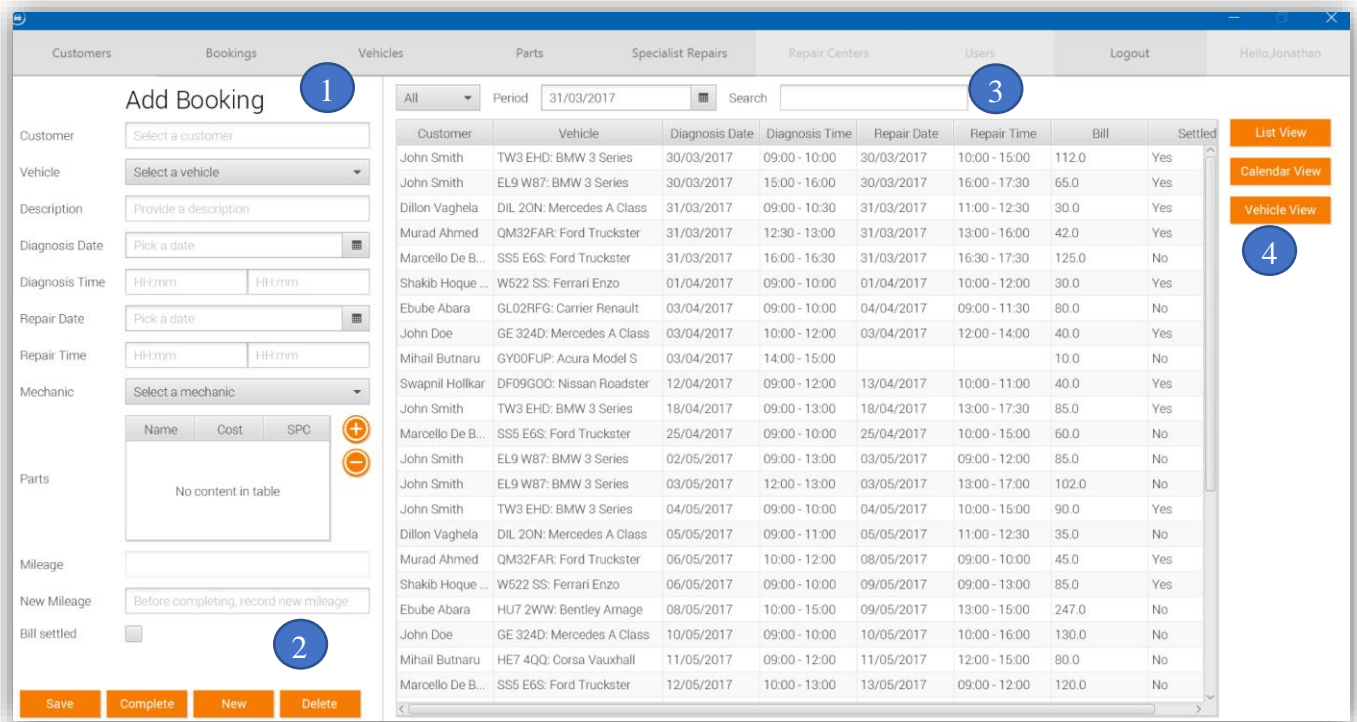 Customers Bookings Vehicles Parts Specialist Repairs Repair Centers Users Logout Hello,Jonathan
1
Add Booking
Customer Select a customer
Vehicle Select a vehicle
Description Provide a description
Diagnosis Date Pick a date
Diagnosis Time HH:mm HH:mm
Repair Date Pick a date
Repair Time HH:mm HH:mm
Mechanic Select a mechanic
Name Cost SPC
Parts
No content in table
Mileage
New Mileage Before completing, record new mileage
Bill settled
2
Save Complete New Delete
All Period 31/03/2017 Search
3
Customer Vehicle Diagnosis Date Diagnosis Time Repair Date Repair Time Bill Settled
John Smith TW3 EHD: BMW 3 Series 30/03/2017 09:00 - 10:00 30/03/2017 10:00 - 15:00 112.0 Yes
John Smith EL9 W87: BMW 3 Series 30/03/2017 15:00 - 16:00 30/03/2017 16:00 - 17:30 65.0 Yes
Dillon Vaghela DIL 2ON: Mercedes A Class 31/03/2017 09:00 - 10:30 31/03/2017 11:00 - 12:30 30.0 Yes
Murad Ahmed QM32FAR: Ford Truckster 31/03/2017 12:30 - 13:00 31/03/2017 13:00 - 16:00 42.0 Yes
Marcello De B... SS5 E6S: Ford Truckster 31/03/2017 16:00 - 16:30 31/03/2017 16:30 - 17:30 125.0 No
Shakib Hoque ... W522 SS: Ferrari Enzo 01/04/2017 09:00 - 10:00 01/04/2017 10:00 - 12:00 30.0 Yes
Ebube Abara GL02RFG: Carrier Renault 03/04/2017 09:00 - 10:00 04/04/2017 09:00 - 11:30 80.0 No
John Doe GE 324D: Mercedes A Class 03/04/2017 10:00 - 12:00 03/04/2017 12:00 - 14:00 40.0 Yes
Mihail Butnaru GY00FUP: Acura Model S 03/04/2017 14:00 - 15:00 10.0 No
Swapnil Hollkar DF09GOO: Nissan Roadster 12/04/2017 09:00 - 12:00 13/04/2017 10:00 - 11:00 40.0 Yes
John Smith TW3 EHD: BMW 3 Series 18/04/2017 09:00 - 13:00 18/04/2017 13:00 - 17:30 85.0 Yes
Marcello De B... SS5 E6S: Ford Truckster 25/04/2017 09:00 - 10:00 25/04/2017 10:00 - 15:00 60.0 No
John Smith EL9 W87: BMW 3 Series 02/05/2017 09:00 - 13:00 03/05/2017 09:00 - 12:00 85.0 No
John Smith EL9 W87: BMW 3 Series 03/05/2017 12:00 - 13:00 03/05/2017 13:00 - 17:00 102.0 No
John Smith TW3 EHD: BMW 3 Series 04/05/2017 09:00 - 10:00 04/05/2017 10:00 - 15:00 90.0 Yes
Dillon Vaghela DIL 2ON: Mercedes A Class 05/05/2017 09:00 - 11:00 05/05/2017 11:00 - 12:30 35.0 No
Murad Ahmed QM32FAR: Ford Truckster 06/05/2017 10:00 - 12:00 08/05/2017 09:00 - 10:00 45.0 Yes
Shakib Hoque ... W522 SS: Ferrari Enzo 06/05/2017 09:00 - 10:00 09/05/2017 09:00 - 13:00 85.0 Yes
Ebube Abara HU7 2WW: Bentley Arnage 08/05/2017 10:00 - 15:00 09/05/2017 13:00 - 15:00 247.0 No
John Doe GE 324D: Mercedes A Class 10/05/2017 09:00 - 10:00 10/05/2017 10:00 - 16:00 130.0 No
Mihail Butnaru HE7 4QQ: Corsa Vauxhall 11/05/2017 09:00 - 12:00 11/05/2017 12:00 - 15:00 80.0 No
Marcello De B... SS5 E6S: Ford Truckster 12/05/2017 10:00 - 13:00 13/05/2017 09:00 - 12:00 120.0 No
List View
Calendar View
Vehicle View
4